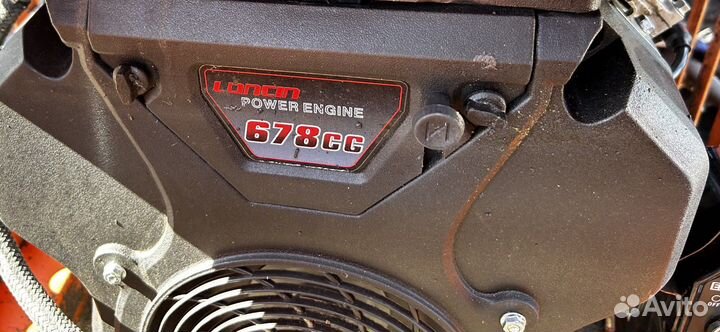 LONCIN
POWER ENGINE
678CC
Avito